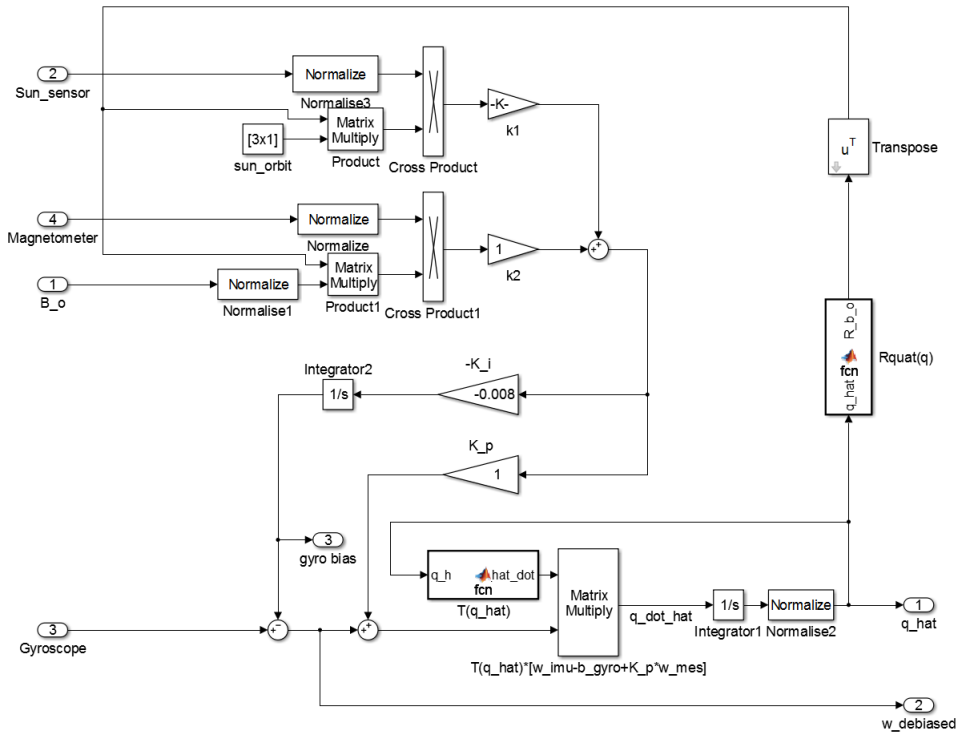 2
Sun_sensor
Normalize
Normalise3
[3x1]
sun_orbit
Matrix
Multiply
Product
Cross Product
-K-
k1
u^T
Transpose
4
Magnetometer
Normalize
Normalize
1
B_o
Normalize
Normalise1
Matrix
Multiply
Product1
Cross Product1
1
k2
+
+
R_b_o
fcn
q_hat
Rquat(q)
-K_i
-0.008
Integrator2
1/s
K_p
1
3
gyro bias
q_h
hat_dot
fcn
T(q_hat)
Matrix
Multiply
T(q_hat)*[w_imu-b_gyro+K_p*w_mes]
q_dot_hat
1/s
Integrator1
Normalize
Normalise2
1
q_hat
3
Gyroscope
+
−
+
+
2
w_debiased